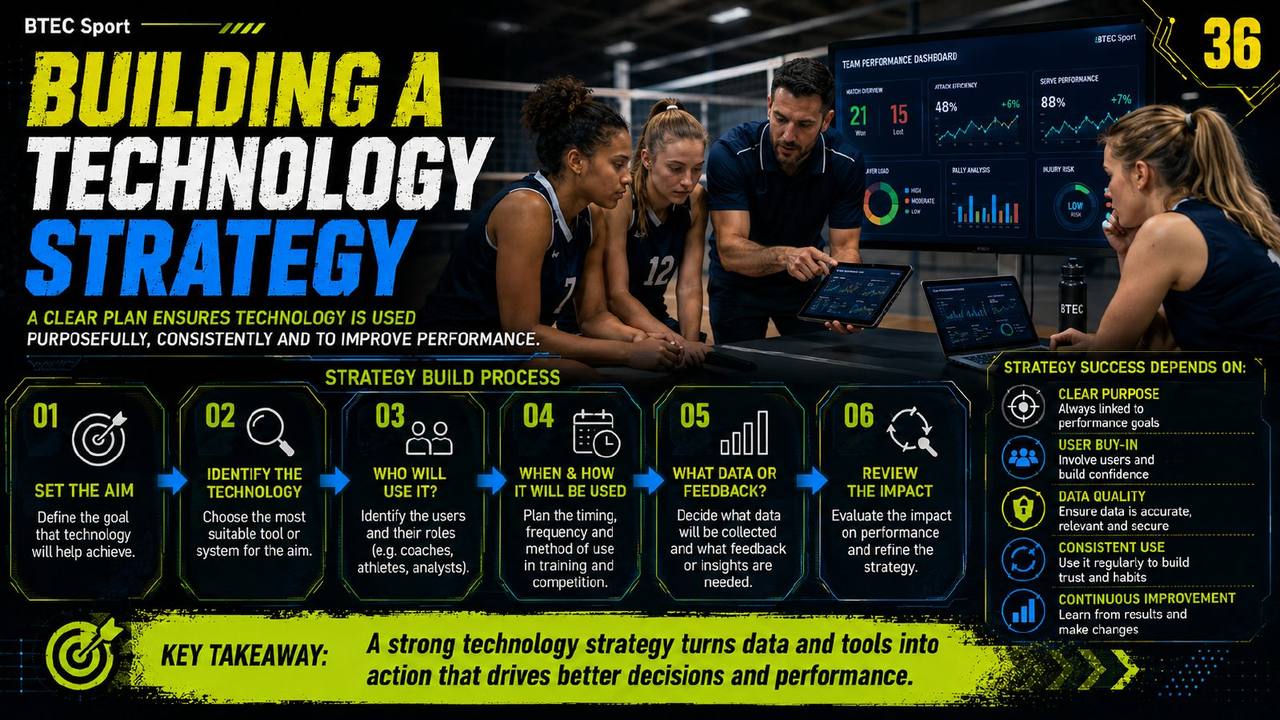 BTEC Sport
36
BUILDING A
TECHNOLOGY
STRATEGY
A CLEAR PLAN ENSURES TECHNOLOGY IS USED
PURPOSEFULLY, CONSISTENTLY AND TO IMPROVE PERFORMANCE.
BTEC Sport
TEAM PERFORMANCE DASHBOARD
MATCH OVERVIEW
21
15
Won
Lost
ATTACK EFFICIENCY
48%
+6%
SERVE PERFORMANCE
88%
+7%
LAYER LOAD
HIGH
MODERATE
LOW
RALLY ANALYSIS
INJURY RISK
LOW
RISK
7
12
BTEC
STRATEGY BUILD PROCESS
01
SET THE AIM
Define the goal
that technology
will help achieve.
02
IDENTIFY THE
TECHNOLOGY
Choose the most
suitable tool or
system for the aim.
03
WHO WILL
USE IT?
Identify the users
and their roles
(e.g. coaches,
athletes, analysts).
04
WHEN & HOW
IT WILL BE USED
Plan the timing,
frequency and
method of use
in training and
competition.
05
WHAT DATA OR
FEEDBACK?
Decide what data
will be collected
and what feedback
or insights are
needed.
06
REVIEW
THE IMPACT
Evaluate the impact
on performance
and refine the
strategy.
STRATEGY SUCCESS DEPENDS ON:
CLEAR PURPOSE
Always linked to
performance goals
USER BUY-IN
Involve users and
build confidence
DATA QUALITY
Ensure data is accurate,
relevant and secure
CONSISTENT USE
Use it regularly to build
trust and habits
CONTINUOUS IMPROVEMENT
Learn from results and
make changes
KEY TAKEAWAY:
A strong technology strategy turns data and tools into
action that drives better decisions and performance.